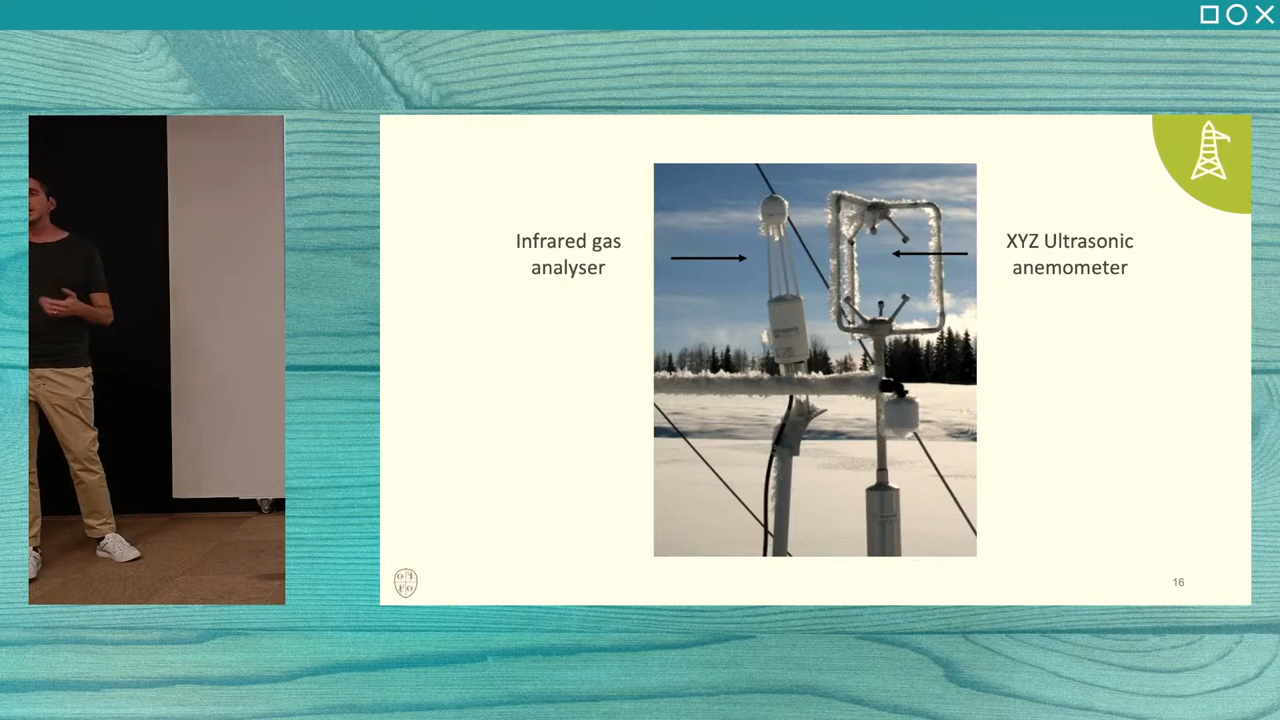 Infrared gas
analyser
XYZ Ultrasonic
anemometer
16